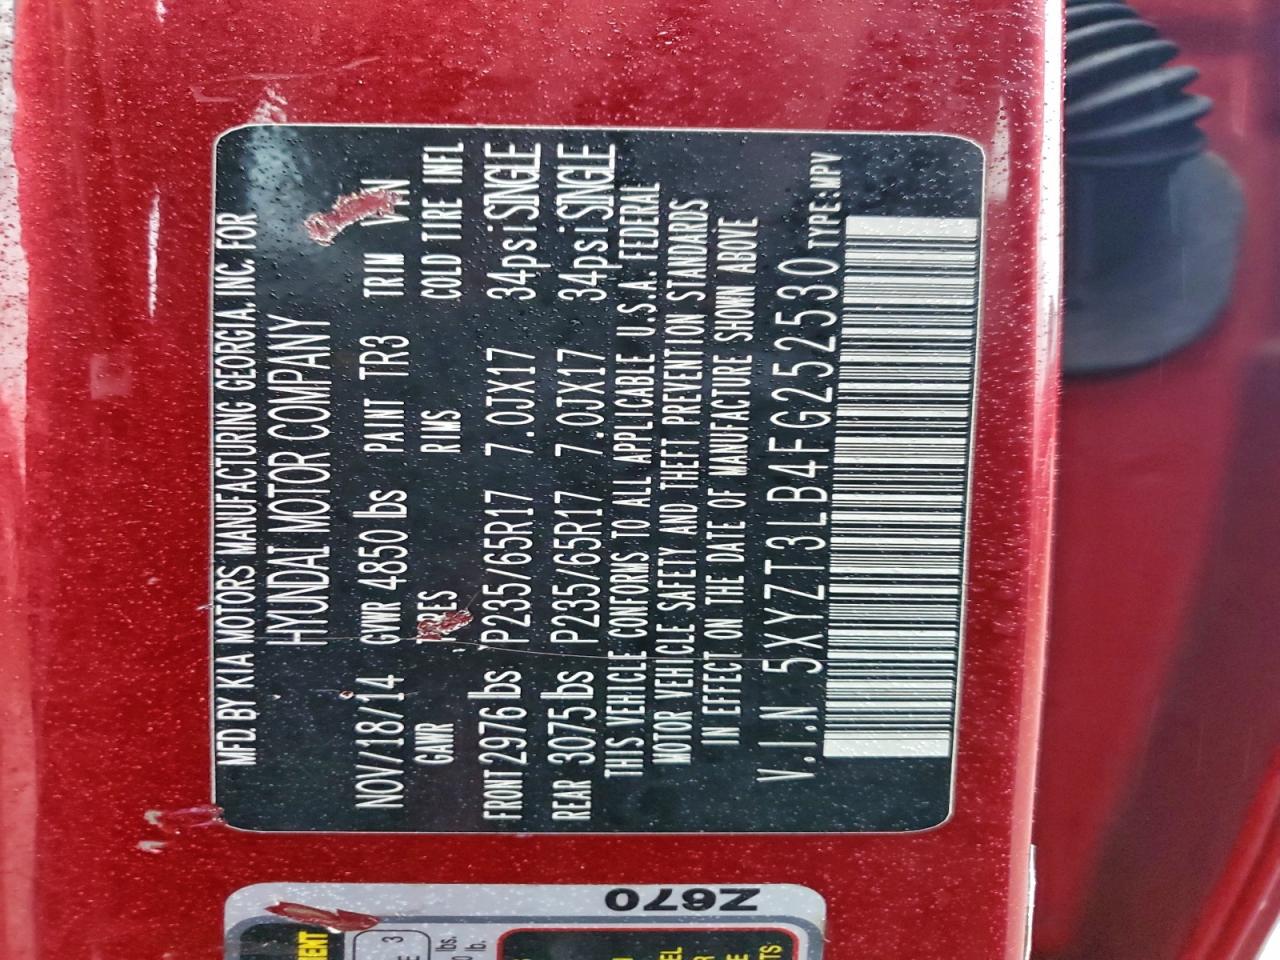 MFD. BY KIA MOTORS MANUFACTURING GEORGIA, INC. FOR
HYUNDAI MOTOR COMPANY
NOV/18/14 GVWR 4850 lbs PAINT TR3 TRIM
GAWR RIMS COLD TIRE INFL
FRONT 2976 lbs P235/65R17 7.0JX17 34psi SINGLE
REAR 3075 lbs P235/65R17 7.0JX17 34psi SINGLE
THIS VEHICLE CONFORMS TO ALL APPLICABLE U.S.A. FEDERAL
MOTOR VEHICLE SAFETY AND THEFT PREVENTION STANDARDS
IN EFFECT ON THE DATE OF MANUFACTURE SHOWN ABOVE
V.I.N 5XYZT3LB4FG252530 TYPE:MPV
Z670
3
lbs.
lb.